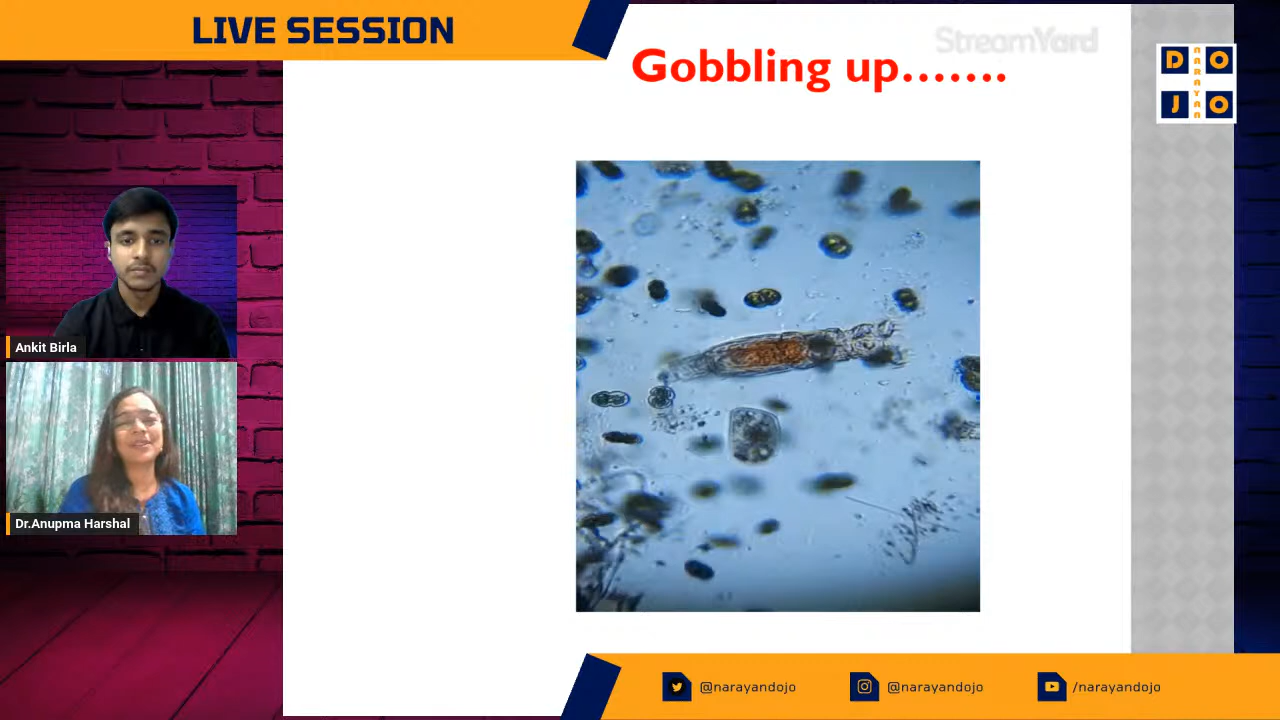 LIVE SESSION
StreamYard
Gobbling up.......
D O
NARAYAN
J O
Ankit Birla
Dr.Anupma Harshal
@narayandojo
@narayandojo
/narayandojo